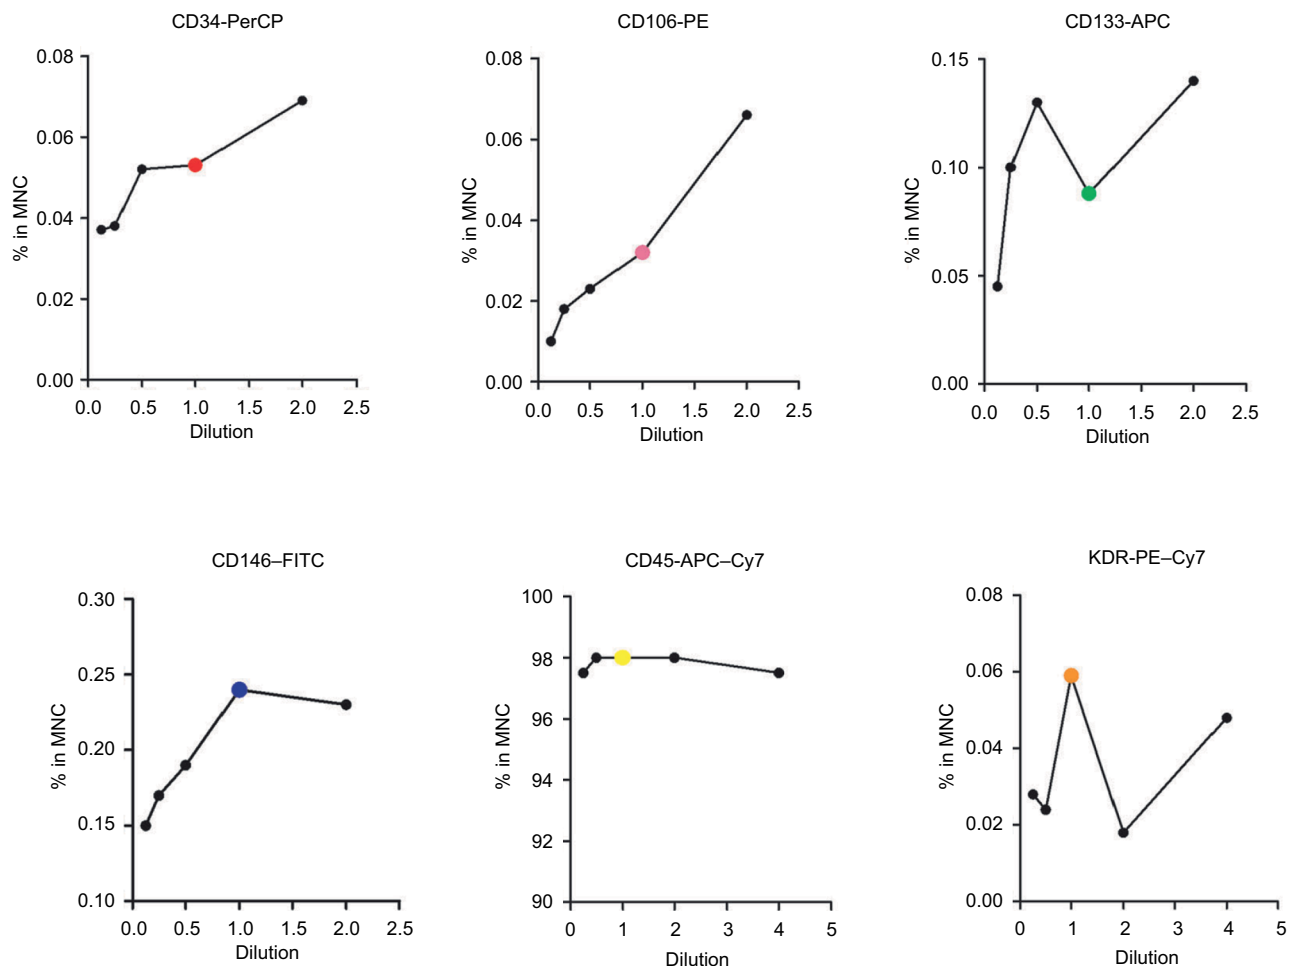 CD34-PerCP
% in MNC
0.08
0.06
0.04
0.02
0.00
0.0 0.5 1.0 1.5 2.0 2.5
Dilution
CD106-PE
% in MNC
0.08
0.06
0.04
0.02
0.00
0.0 0.5 1.0 1.5 2.0 2.5
Dilution
CD133-APC
% in MNC
0.15
0.10
0.05
0.00
0.0 0.5 1.0 1.5 2.0 2.5
Dilution
CD146–FITC
% in MNC
0.30
0.25
0.20
0.15
0.10
0.0 0.5 1.0 1.5 2.0 2.5
Dilution
CD45-APC–Cy7
% in MNC
100
98
96
94
92
90
0 1 2 3 4 5
Dilution
KDR-PE–Cy7
% in MNC
0.08
0.06
0.04
0.02
0.00
0 1 2 3 4 5
Dilution